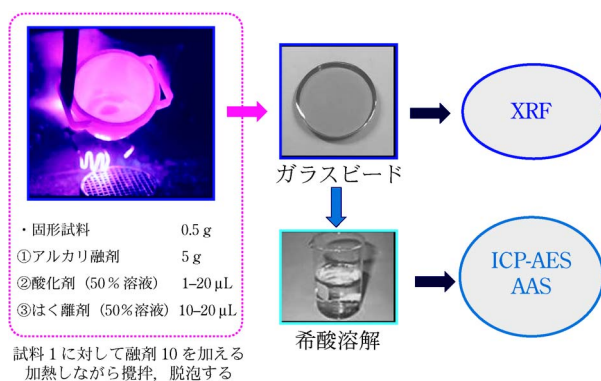 ・固形試料 0.5 g
①アルカリ融剤 5 g
②酸化剤 (50％溶液) 1–20 μL
③はく離剤 (50％溶液) 10–20 μL
試料 1 に対して融剤 10 を加える
加熱しながら攪拌，脱泡する
ガラスビード
希酸溶解
XRF
ICP-AES
AAS